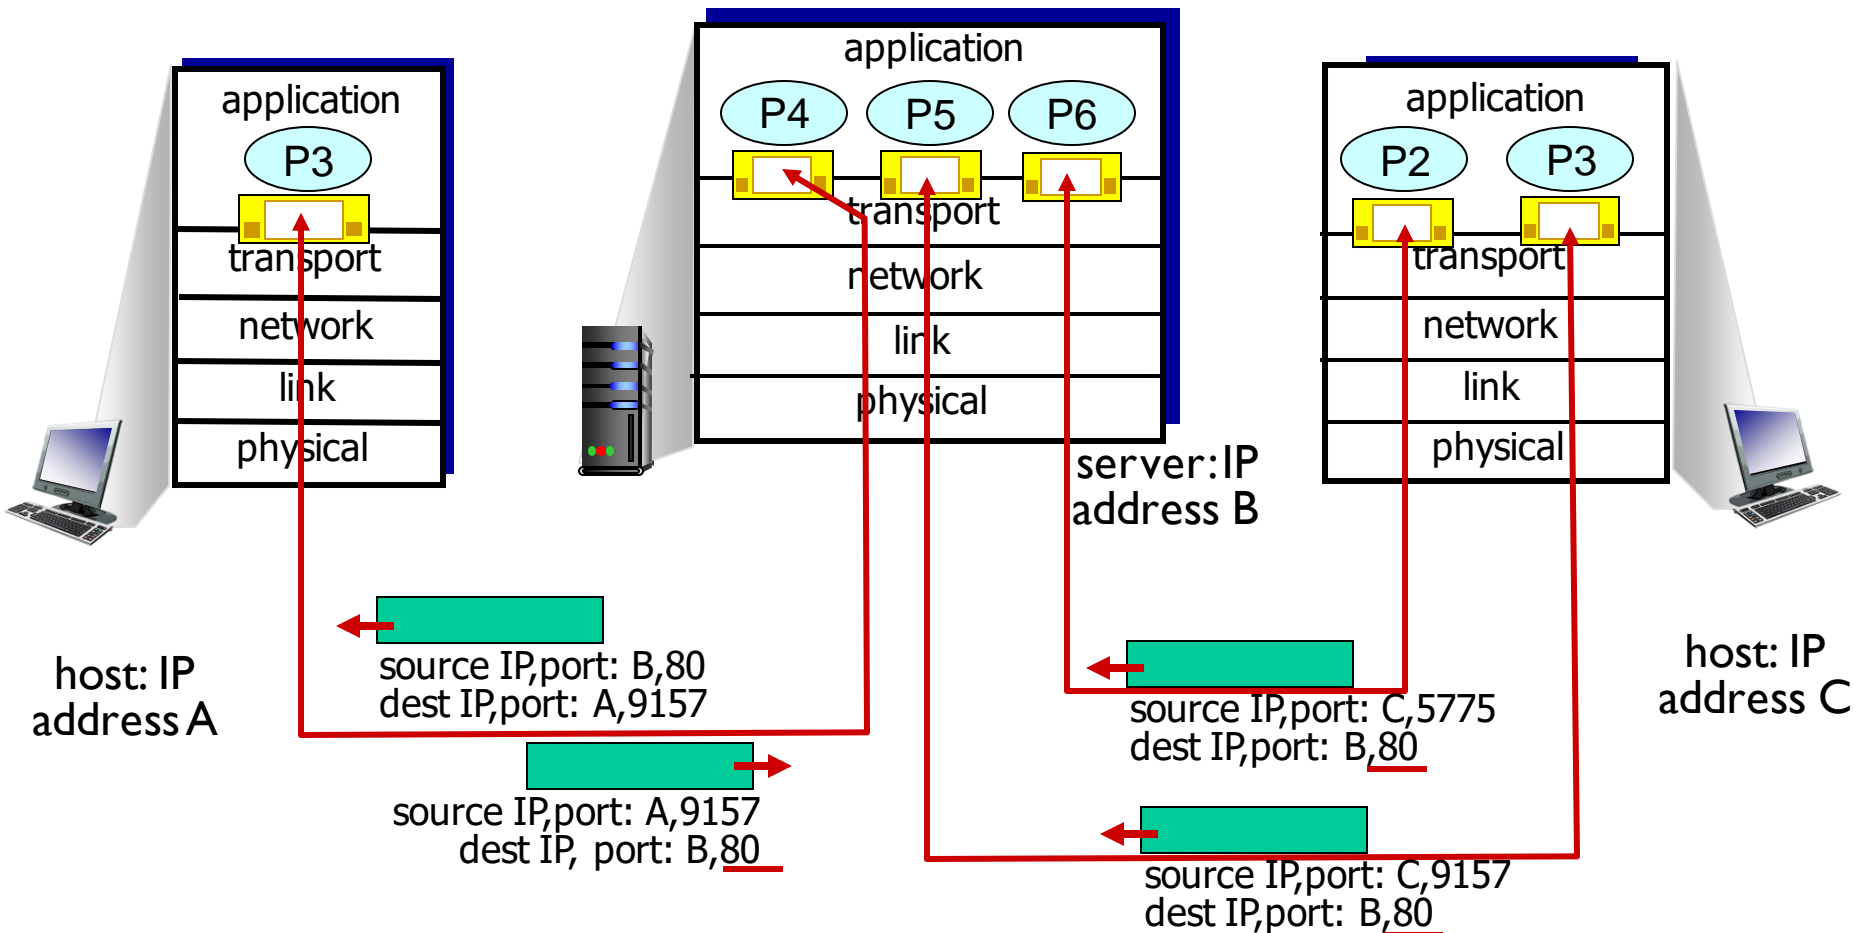 application
P3
transport
network
link
physical
host: IP
address A
application
P4 P5 P6
transport
network
link
physical
server: IP
address B
application
P2 P3
transport
network
link
physical
host: IP
address C
source IP,port: B,80
dest IP,port: A,9157
source IP,port: A,9157
dest IP, port: B,80
source IP,port: C,5775
dest IP,port: B,80
source IP,port: C,9157
dest IP,port: B,80